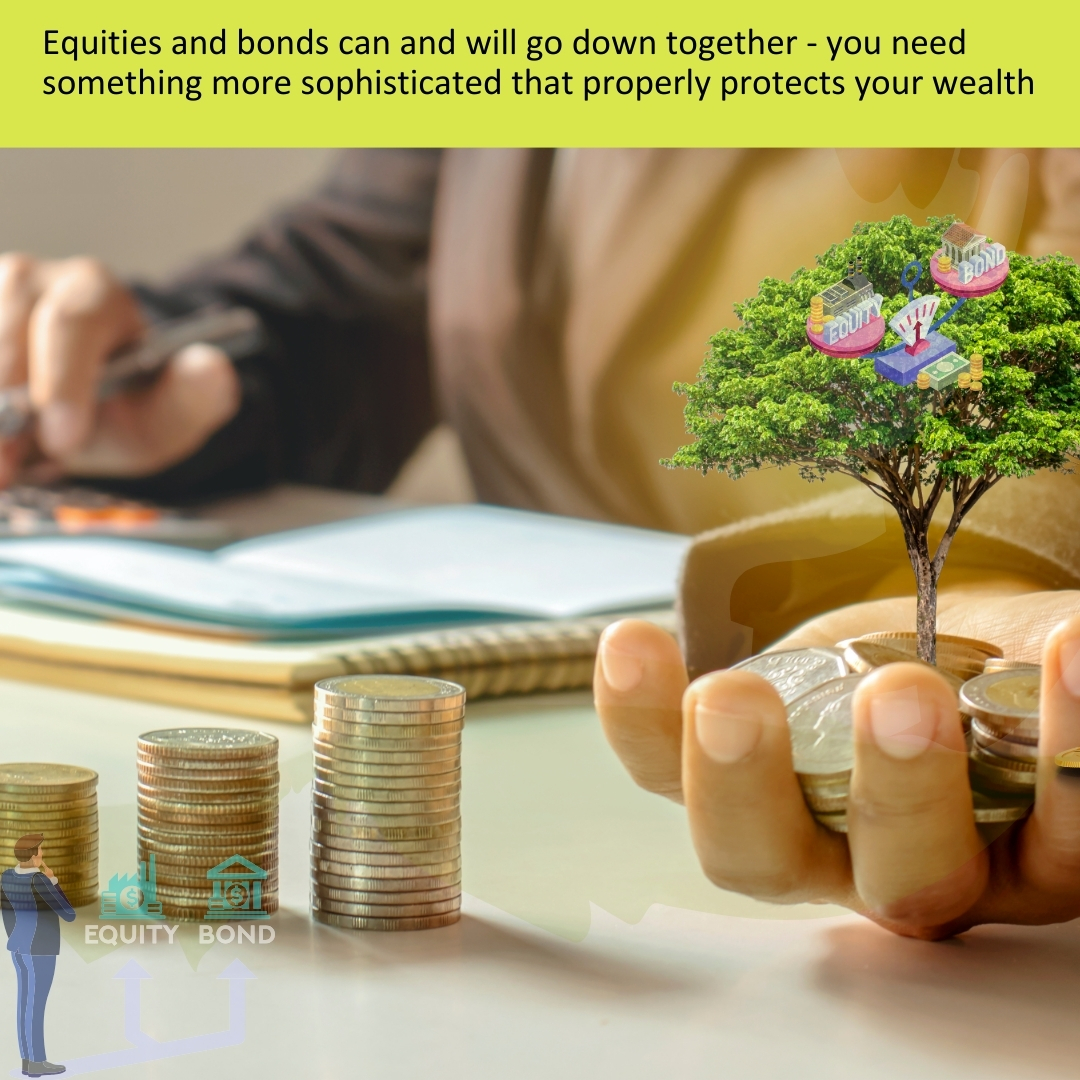 Equities and bonds can and will go down together - you need
something more sophisticated that properly protects your wealth
BOND
EQUITY
EQUITY BOND